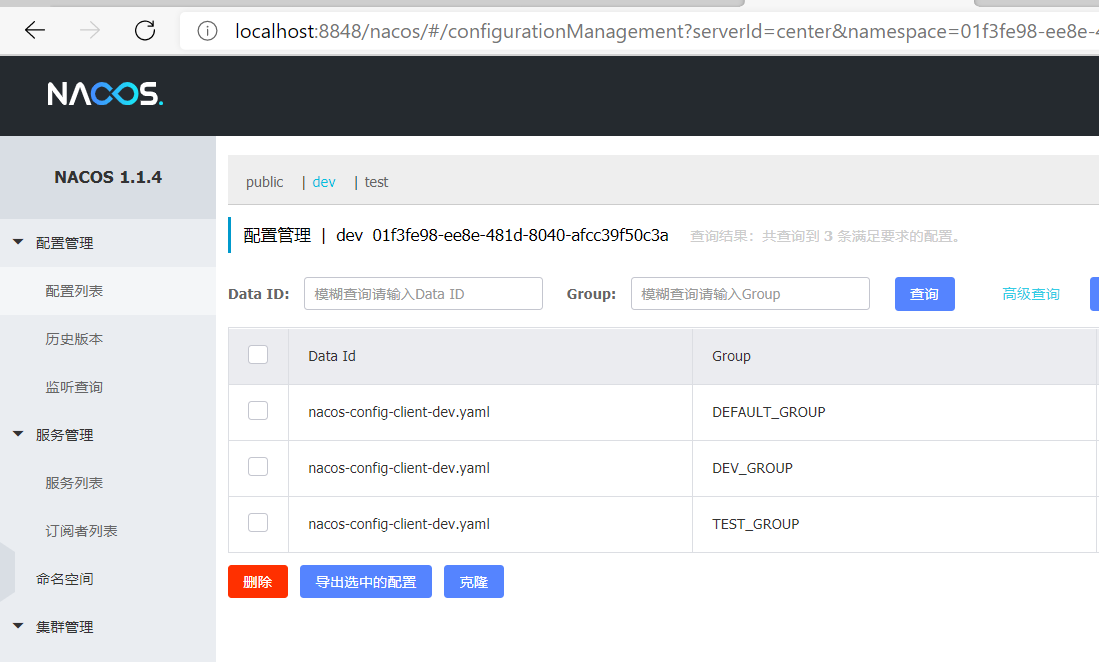 localhost:8848/nacos/#/configurationManagement?serverId=center&namespace=01f3fe98-ee8e-4
NACOS.
NACOS 1.1.4
配置管理
配置列表
历史版本
监听查询
服务管理
服务列表
订阅者列表
命名空间
集群管理
public | dev | test
配置管理 | dev 01f3fe98-ee8e-481d-8040-afcc39f50c3a 查询结果：共查询到 3 条满足要求的配置。
Data ID: 模糊查询请输入Data ID Group: 模糊查询请输入Group 查询 高级查询
Data Id Group
nacos-config-client-dev.yaml DEFAULT_GROUP
nacos-config-client-dev.yaml DEV_GROUP
nacos-config-client-dev.yaml TEST_GROUP
删除 导出选中的配置 克隆